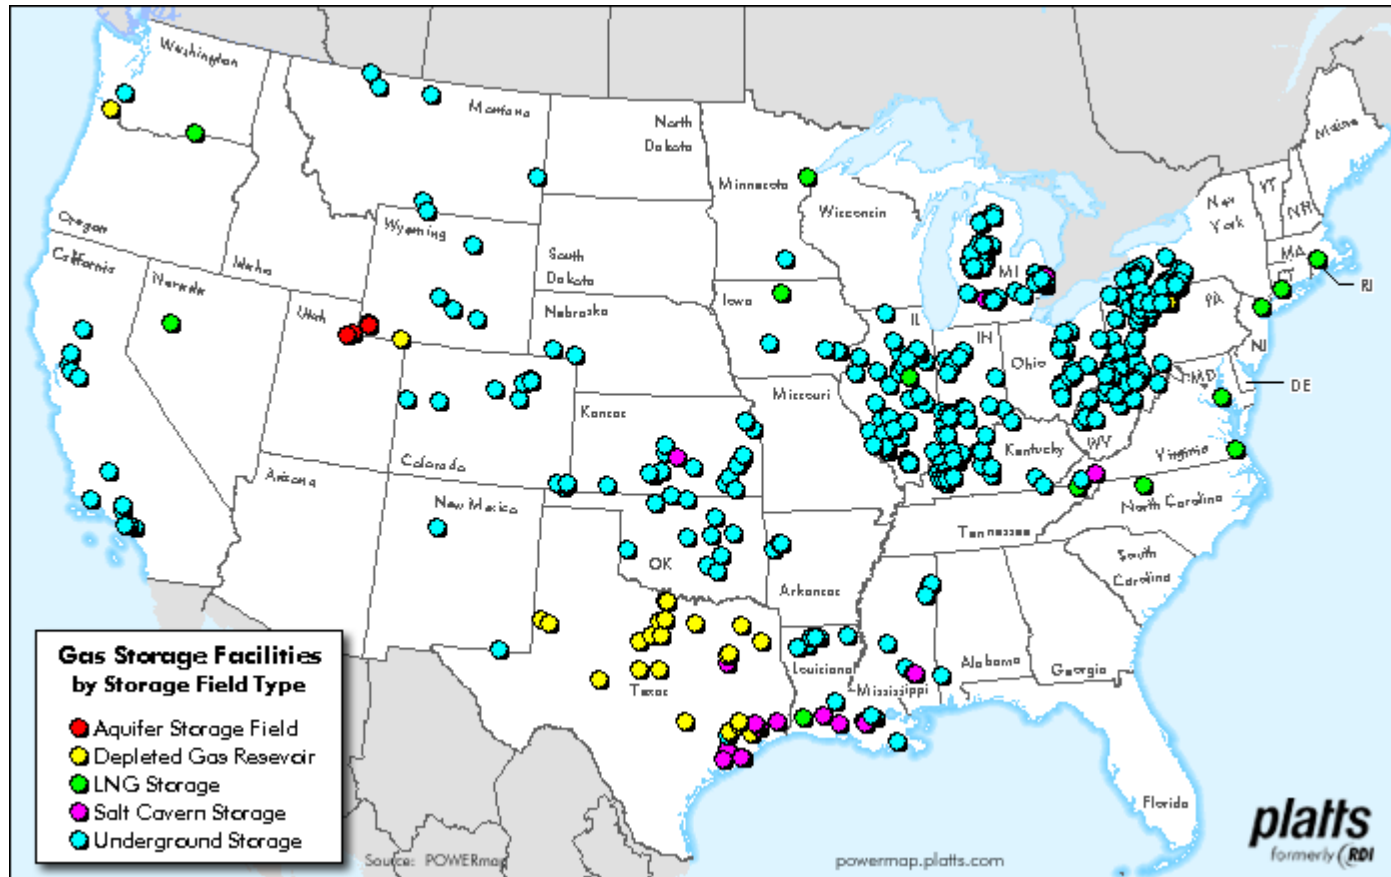 Washington
Montana
North
Dakota
Minnesota
Maine
VT
New
York
NH
Wisconsin
Oregon
Wyoming
MA
California
Idaho
South
Dakota
MI
CT
RI
Nevada
Iowa
Utah
Nebraska
IL
IN
PA
Ohio
NJ
MD
DE
Missouri
Kansas
Kentucky
WV
Virginia
Colorado
Arizona
New Mexico
North Carolina
Tennessee
OK
South
Carolina
Arkansas
Louisiana
Alabama
Georgia
Mississippi
Texas
Florida
Gas Storage Facilities
by Storage Field Type
Aquifer Storage Field
Depleted Gas Resevoir
LNG Storage
Salt Cavern Storage
Underground Storage
Source: POWERmap
powermap.platts.com
platts
formerly RDI